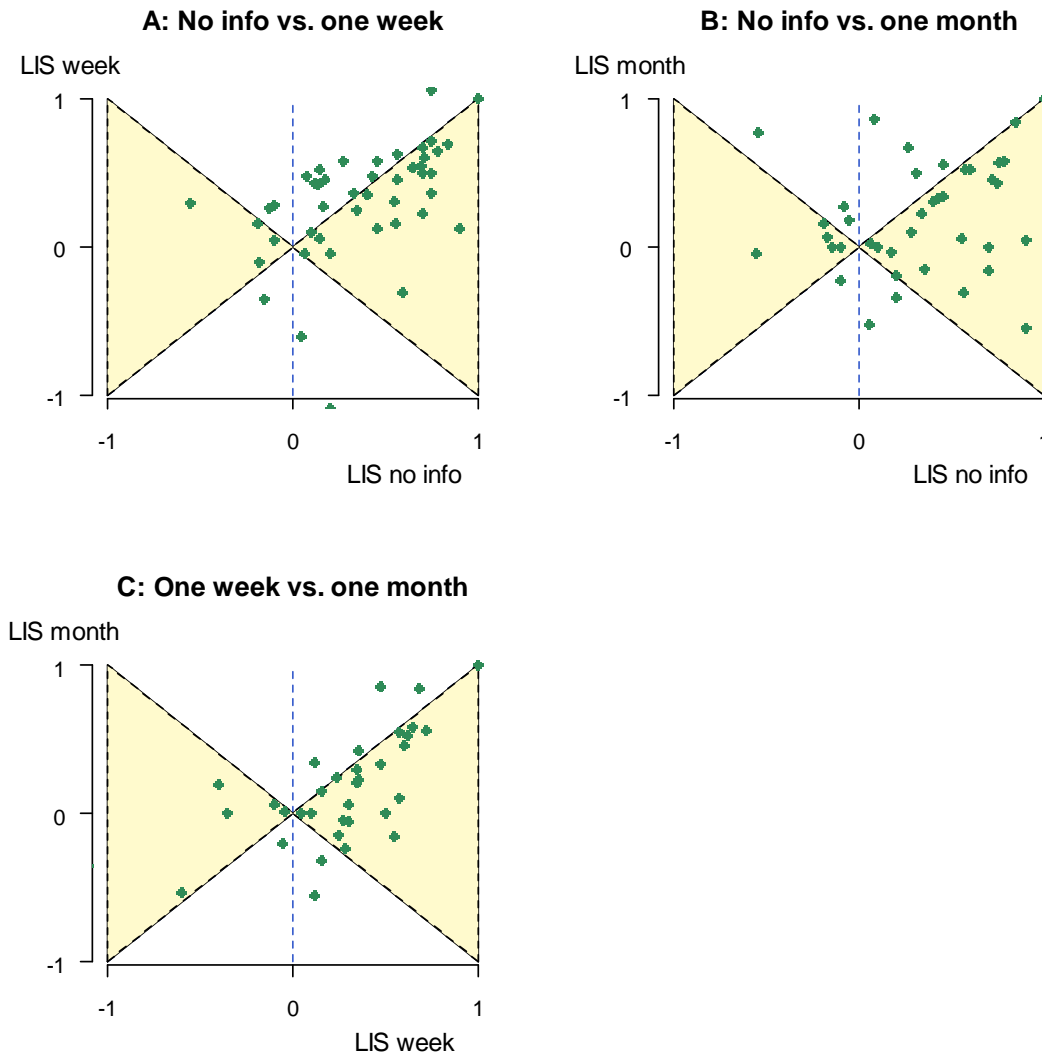 A: No info vs. one week
LIS week
1
0
-1
-1 0 1
LIS no info
B: No info vs. one month
LIS month
1
0
-1
-1 0 1
LIS no info
C: One week vs. one month
LIS month
1
0
-1
-1 0 1
LIS week